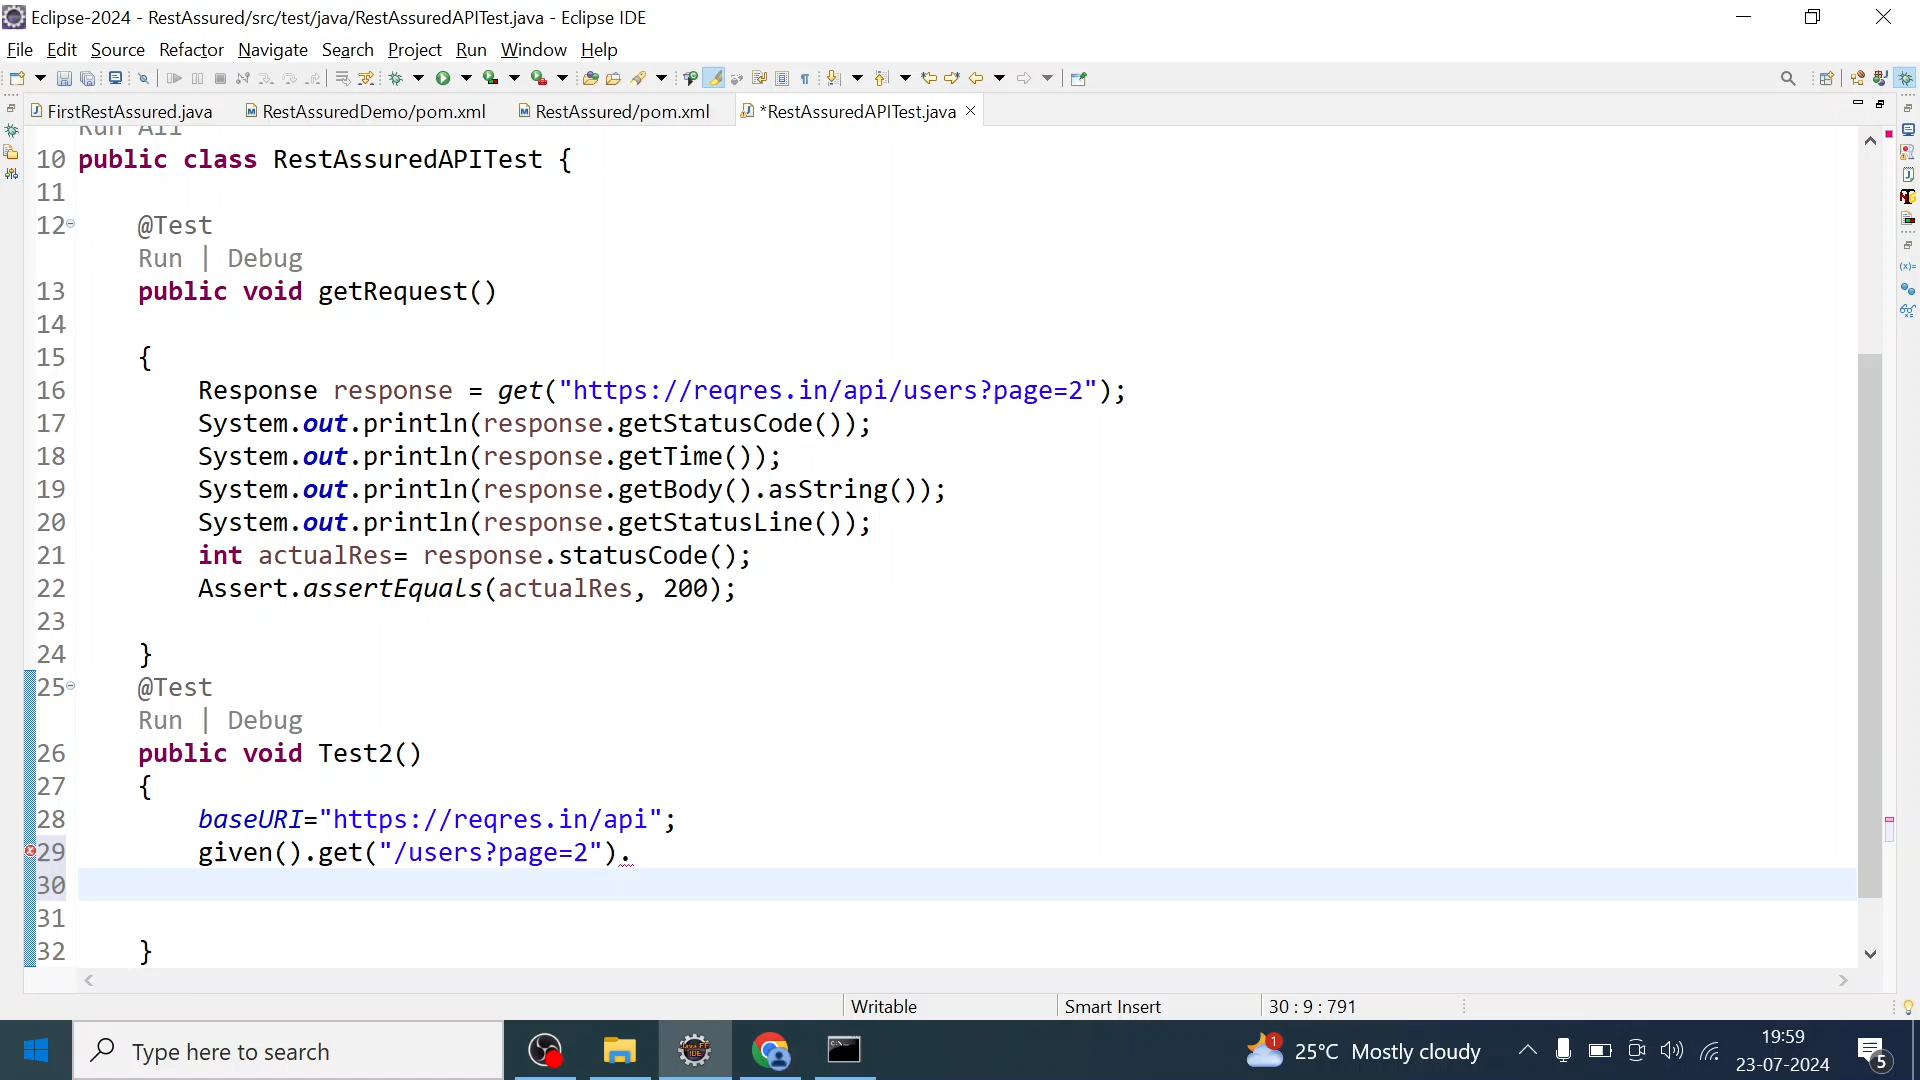 Eclipse-2024 - RestAssured/src/test/java/RestAssuredAPITest.java - Eclipse IDE
File Edit Source Refactor Navigate Search Project Run Window Help
FirstRestAssured.java RestAssuredDemo/pom.xml RestAssured/pom.xml *RestAssuredAPITest.java
Run All
10 public class RestAssuredAPITest {
11
12 @Test
Run | Debug
13 public void getRequest()
14
15 {
16 Response response = get("https://reqres.in/api/users?page=2");
17 System.out.println(response.getStatusCode());
18 System.out.println(response.getTime());
19 System.out.println(response.getBody().asString());
20 System.out.println(response.getStatusLine());
21 int actualRes= response.statusCode();
22 Assert.assertEquals(actualRes, 200);
23
24 }
25 @Test
Run | Debug
26 public void Test2()
27 {
28 baseURI="https://reqres.in/api";
29 given().get("/users?page=2").
30
31
32 }
Writable Smart Insert 30 : 9 : 791
Type here to search
1 25°C Mostly cloudy
19:59
23-07-2024
5